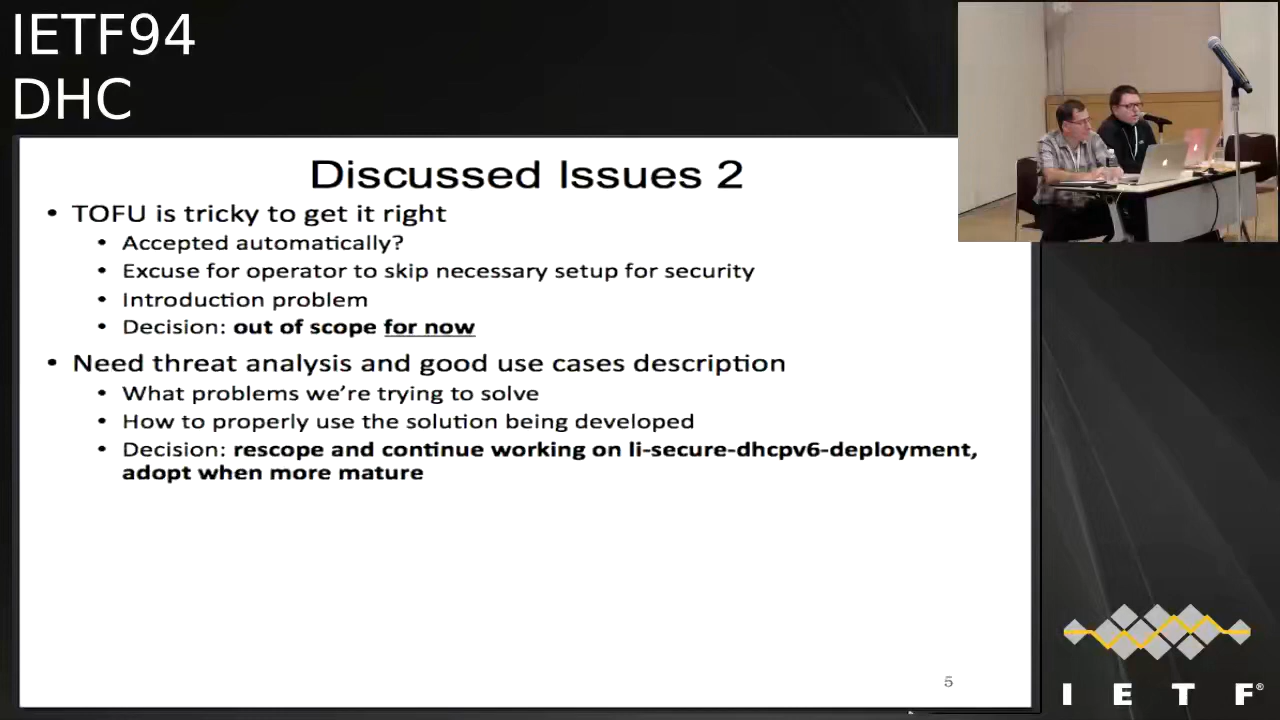 IETF94
DHC
Discussed Issues 2
• TOFU is tricky to get it right
• Accepted automatically?
• Excuse for operator to skip necessary setup for security
• Introduction problem
• Decision: out of scope for now
• Need threat analysis and good use cases description
• What problems we’re trying to solve
• How to properly use the solution being developed
• Decision: rescope and continue working on li-secure-dhcpv6-deployment,
adopt when more mature
5
I E T F®